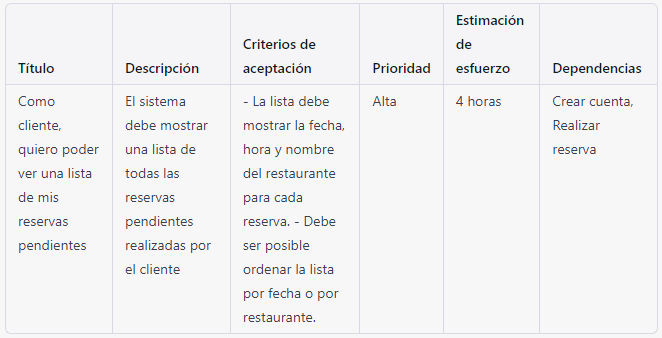 Título
Descripción
Criterios de
aceptación
Prioridad
Estimación
de
esfuerzo
Dependencias
Como
cliente,
quiero poder
ver una lista
de mis
reservas
pendientes
El sistema
debe mostrar
una lista de
todas las
reservas
pendientes
realizadas por
el cliente
- La lista debe
mostrar la fecha,
hora y nombre
del restaurante
para cada
reserva. - Debe
ser posible
ordenar la lista
por fecha o por
restaurante.
Alta
4 horas
Crear cuenta,
Realizar
reserva